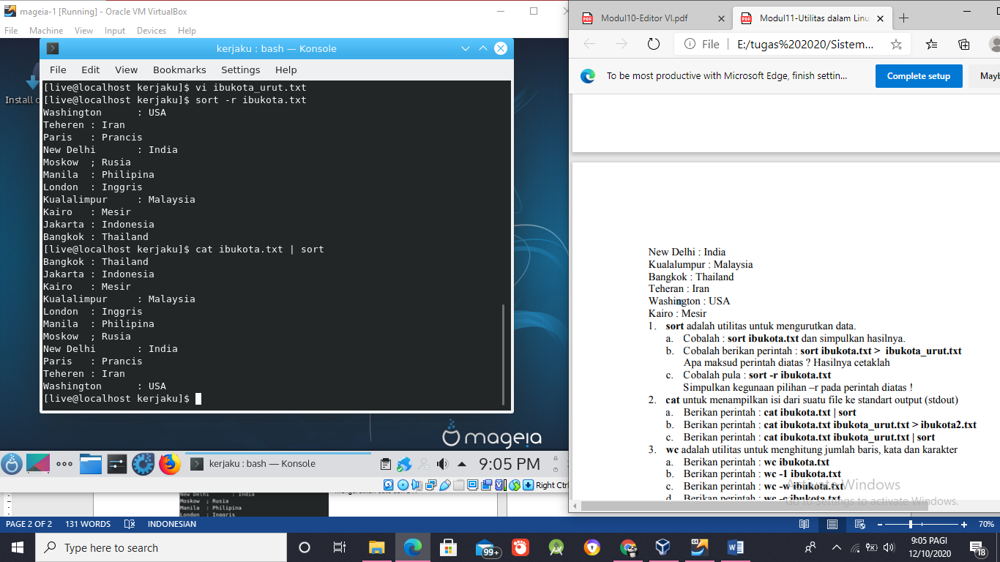 mageia-1 [Running] - Oracle VM VirtualBox
File Machine View Input Devices Help
Install
kerjaku : bash — Konsole
File Edit View Bookmarks Settings Help
[live@localhost kerjaku]$ vi ibukota_urut.txt
[live@localhost kerjaku]$ sort -r ibukota.txt
Washington : USA
Teheren : Iran
Paris : Prancis
New Delhi : India
Moskow ; Rusia
Manila : Philipina
London : Inggris
Kualalimpur : Malaysia
Kairo : Mesir
Jakarta : Indonesia
Bangkok : Thailand
[live@localhost kerjaku]$ cat ibukota.txt | sort
Bangkok : Thailand
Jakarta : Indonesia
Kairo : Mesir
Kualalimpur : Malaysia
London : Inggris
Manila : Philipina
Moskow ; Rusia
New Delhi : India
Paris : Prancis
Teheren : Iran
Washington : USA
[live@localhost kerjaku]$
mageia
kerjaku : bash — Konsole
9:05 PM
Right Ctrl
New Delhi : India
Moskow ; Rusia
Manila : Philipina
London : Inggris
PAGE 2 OF 2 131 WORDS INDONESIAN
70%
Modul10-Editor VI.pdf
Modul11-Utilitas dalam Linu
File E:/tugas%202020/Sistem...
To be most productive with Microsoft Edge, finish settin...
Complete setup
Mayb
New Delhi : India
Kualalumpur : Malaysia
Bangkok : Thailand
Teheran : Iran
Washington : USA
Kairo : Mesir
1. sort adalah utilitas untuk mengurutkan data.
a. Cobalah : sort ibukota.txt dan simpulkan hasilnya.
b. Cobalah berikan perintah : sort ibukota.txt > ibukota_urut.txt
Apa maksud perintah diatas ? Hasilnya cetaklah
c. Cobalah pula : sort -r ibukota.txt
Simpulkan kegunaan pilihan –r pada perintah diatas !
2. cat untuk menampilkan isi dari suatu file ke standart output (stdout)
a. Berikan perintah : cat ibukota.txt | sort
b. Berikan perintah : cat ibukota.txt ibukota_urut.txt > ibukota2.txt
c. Berikan perintah : cat ibukota.txt ibukota_urut.txt | sort
3. wc adalah utilitas untuk menghitung jumlah baris, kata dan karakter
a. Berikan perintah : wc ibukota.txt
b. Berikan perintah : wc -1 ibukota.txt
c. Berikan perintah : wc -w ibukota.txt
d. Berikan perintah : wc -c ibukota.txt
Activate Windows
Go to Settings to activate Windows.
Type here to search
99+
9:05 PAGI
12/10/2020
18